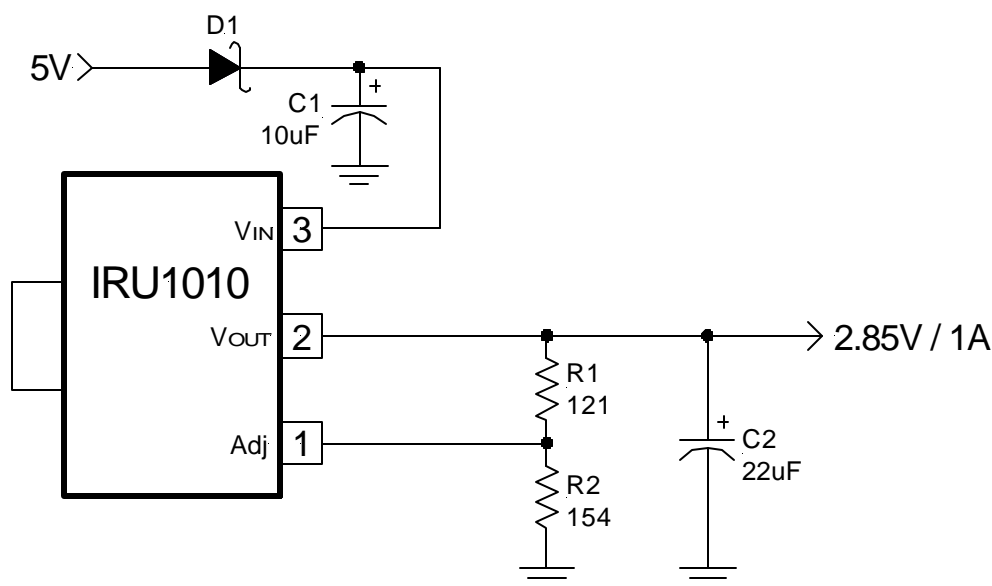 D1
5V
+
C1
10uF
VIN
3
IRU1010
VOUT
2
2.85V / 1A
R1
121
Adj
1
+
C2
22uF
R2
154